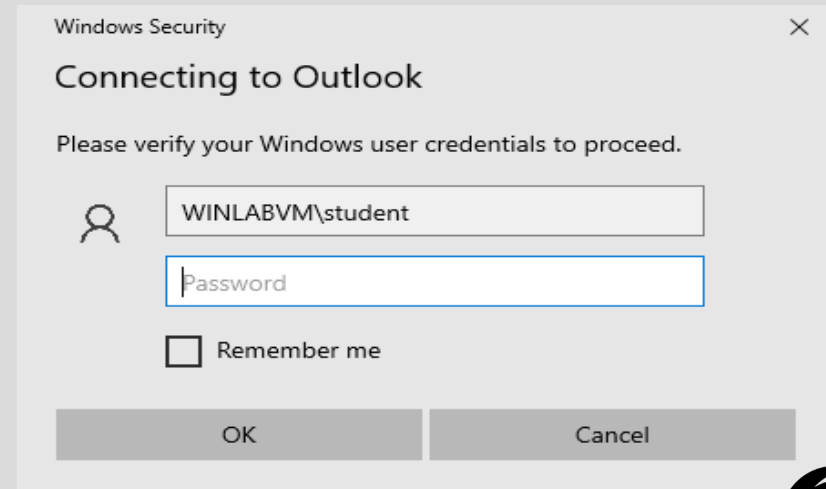 Windows Security
Connecting to Outlook
Please verify your Windows user credentials to proceed.
WINLABVM\student
Password
Remember me
OK
Cancel